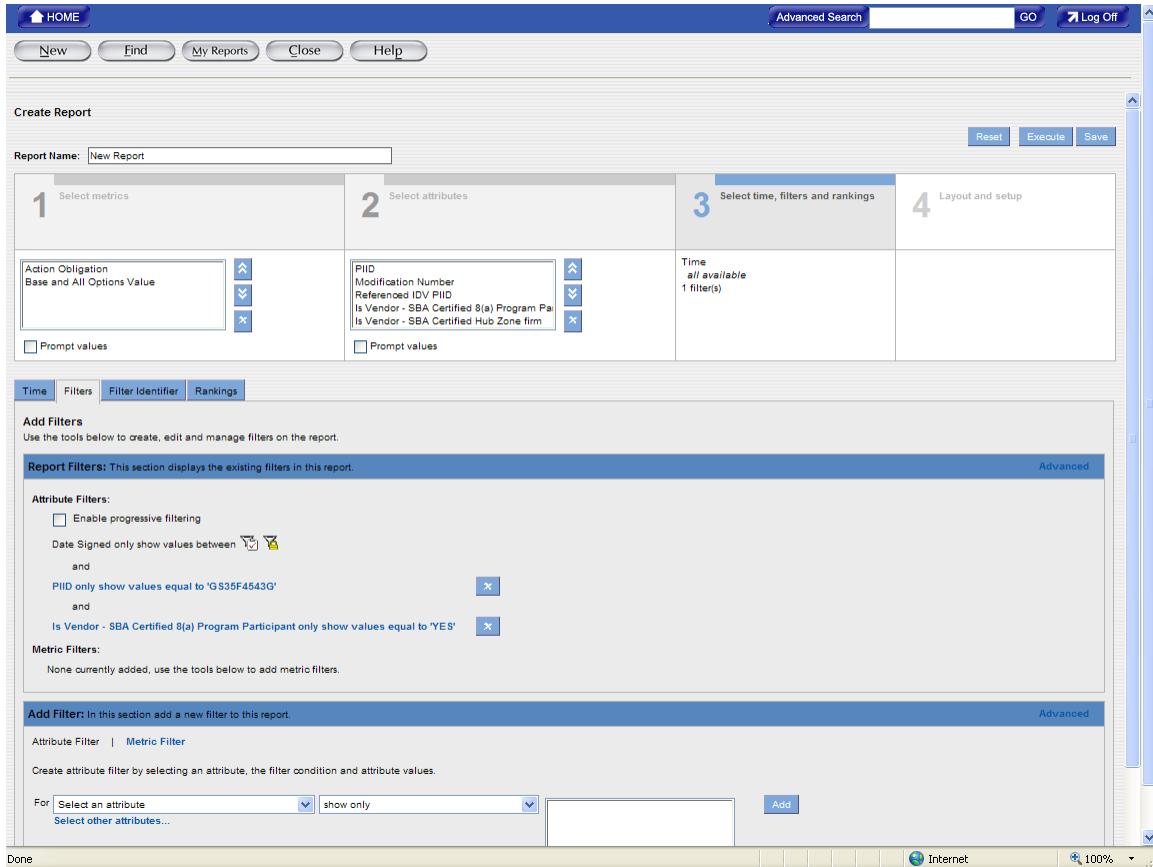 HOME
Advanced Search
GO
Log Off
New
Find
My Reports
Close
Help
Create Report
Reset
Execute
Save
Report Name: New Report
1 Select metrics
2 Select attributes
3 Select time, filters and rankings
4 Layout and setup
Action Obligation
Base and All Options Value
Prompt values
PIID
Modification Number
Referenced IDV PIID
Is Vendor - SBA Certified 8(a) Program Pa
Is Vendor - SBA Certified Hub Zone firm
Prompt values
Time
all available
1 filter(s)
Time
Filters
Filter Identifier
Rankings
Add Filters
Use the tools below to create, edit and manage filters on the report.
Report Filters: This section displays the existing filters in this report.
Advanced
Attribute Filters:
Enable progressive filtering
Date Signed only show values between
and
PIID only show values equal to 'GS35F4543G'
and
Is Vendor - SBA Certified 8(a) Program Participant only show values equal to 'YES'
Metric Filters:
None currently added, use the tools below to add metric filters.
Add Filter: In this section add a new filter to this report.
Advanced
Attribute Filter | Metric Filter
Create attribute filter by selecting an attribute, the filter condition and attribute values.
For Select an attribute
show only
Add
Select other attributes...
Done
Internet
100%